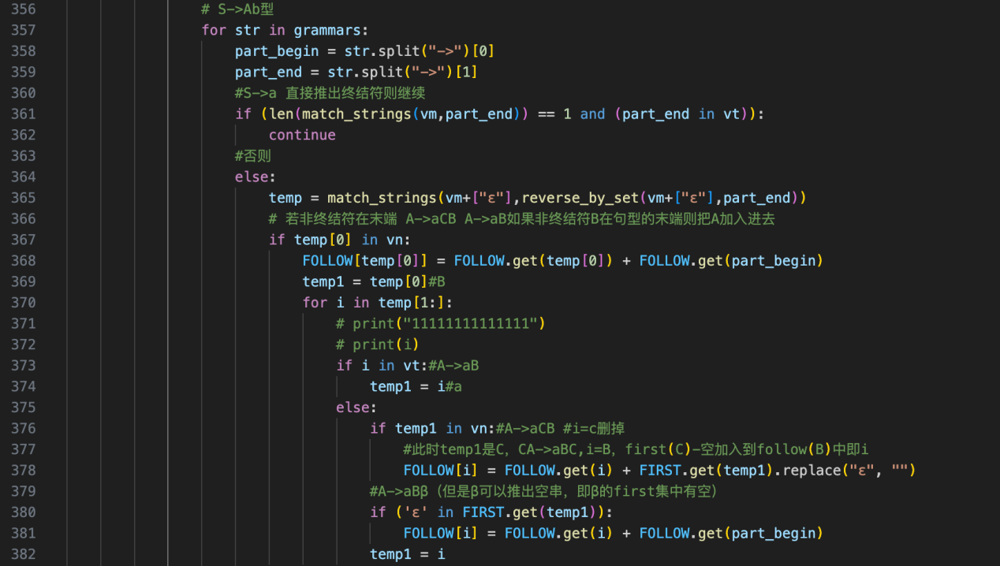 356 # S->Ab型
357 for str in grammars:
358 part_begin = str.split("->")[0]
359 part_end = str.split("->")[1]
360 #S->a 直接推出终结符则继续
361 if (len(match_strings(vm,part_end)) == 1 and (part_end in vt)):
362 continue
363 #否则
364 else:
365 temp = match_strings(vm+["ε"],reverse_by_set(vm+["ε"],part_end))
366 # 若非终结符在末端 A->aCB A->aB如果非终结符B在句型的末端则把A加入进去
367 if temp[0] in vn:
368 FOLLOW[temp[0]] = FOLLOW.get(temp[0]) + FOLLOW.get(part_begin)
369 temp1 = temp[0]#B
370 for i in temp[1:]:
371 # print("11111111111111")
372 # print(i)
373 if i in vt:#A->aB
374 temp1 = i#a
375 else:
376 if temp1 in vn:#A->aCB #i=c删掉
377 #此时temp1是C，CA->aBC,i=B，first(C)-空加入到follow(B)中即i
378 FOLLOW[i] = FOLLOW.get(i) + FIRST.get(temp1).replace("ε", "")
379 #A->aBβ（但是β可以推出空串，即β的first集中有空）
380 if ('ε' in FIRST.get(temp1)):
381 FOLLOW[i] = FOLLOW.get(i) + FOLLOW.get(part_begin)
382 temp1 = i